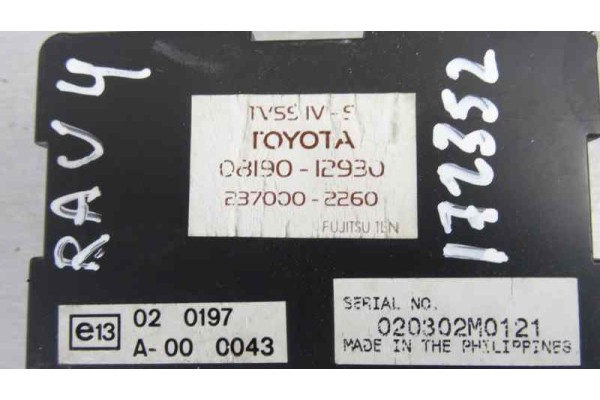 RAV4
TVSS IV-S
TOYOTA
08190-12930
237000-2260
FUJITSU TEN
172352
e13
02 0197
A-00 0043
SERIAL NO.
020302M0121
MADE IN THE PHILIPPINES